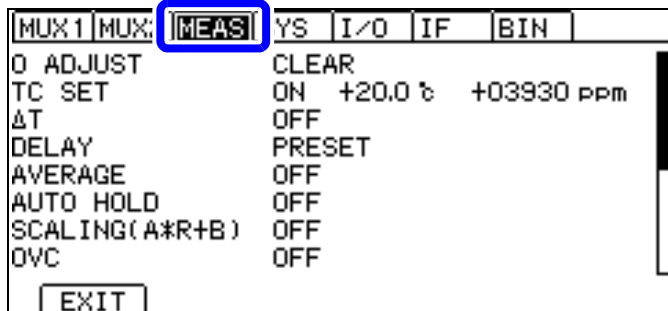 MUX1 MUX: MEAS YS I/O IF BIN
0 ADJUST CLEAR
TC SET ON +20.0 ℃ +03930 ppm
ΔT OFF
DELAY PRESET
AVERAGE OFF
AUTO HOLD OFF
SCALING(A*R+B) OFF
OVC OFF
EXIT